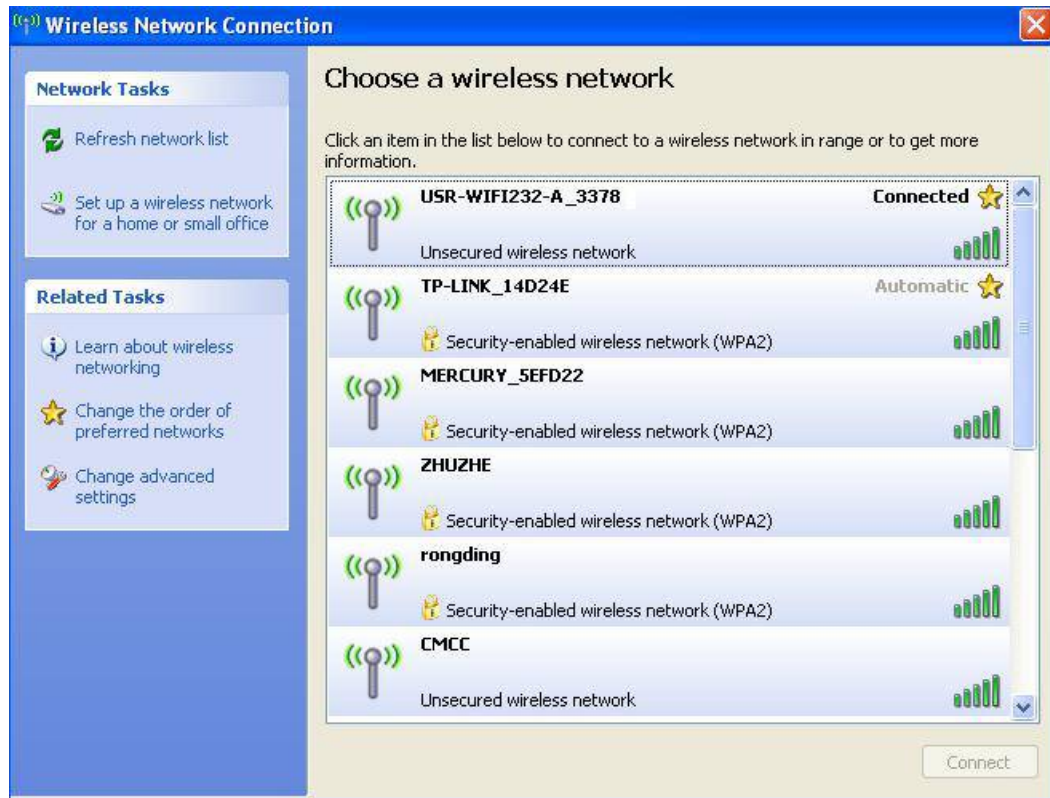 Wireless Network Connection
Network Tasks
Refresh network list
Set up a wireless network
for a home or small office
Related Tasks
Learn about wireless
networking
Change the order of
preferred networks
Change advanced
settings
Choose a wireless network
Click an item in the list below to connect to a wireless network in range or to get more
information.
USR-WIFI232-A_3378 Connected
Unsecured wireless network
TP-LINK_14D24E Automatic
Security-enabled wireless network (WPA2)
MERCURY_5EFD22
Security-enabled wireless network (WPA2)
ZHUZHE
Security-enabled wireless network (WPA2)
rongding
Security-enabled wireless network (WPA2)
CMCC
Unsecured wireless network
Connect